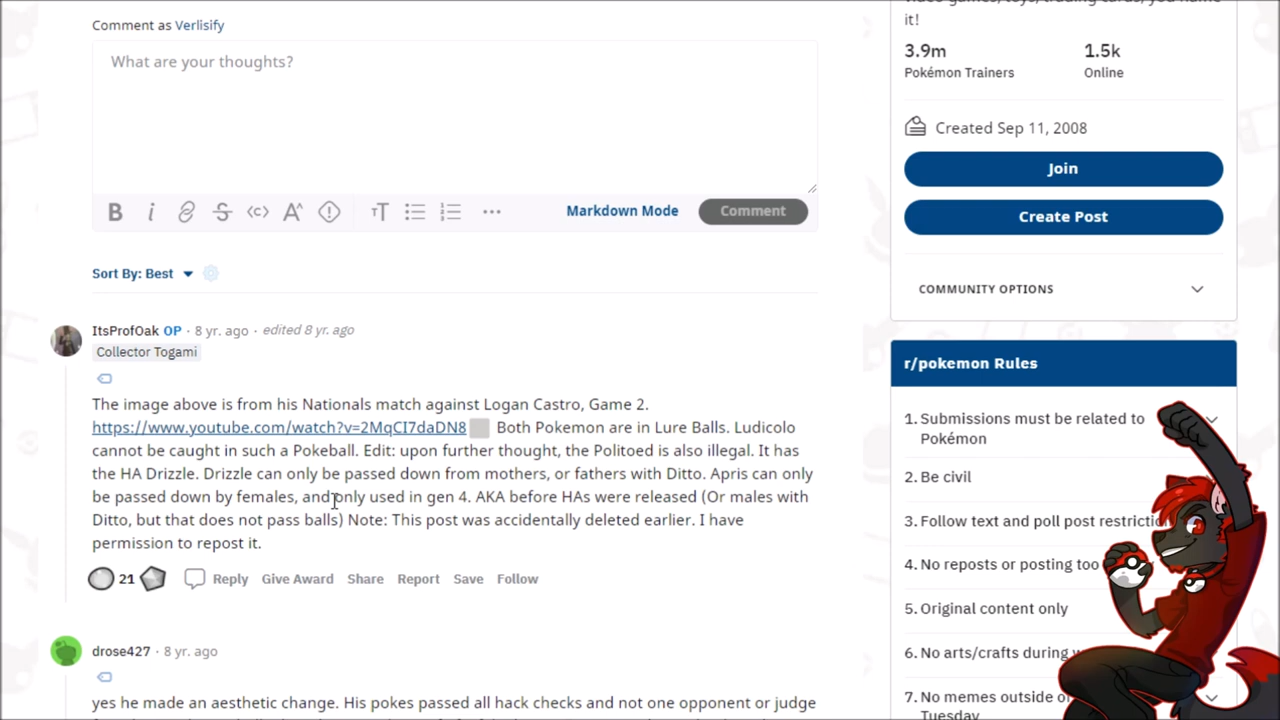 video games, toys, trading cards, you name
it!
Comment as Verlisify
What are your thoughts?
3.9m
1.5k
Pokémon Trainers
Online
Created Sep 11, 2008
Join
Markdown Mode
Comment
Create Post
Sort By: Best
COMMUNITY OPTIONS
ItsProfOak OP · 8 yr. ago · edited 8 yr. ago
Collector Togami
The image above is from his Nationals match against Logan Castro, Game 2.
https://www.youtube.com/watch?v=2MqCI7daDN8 Both Pokemon are in Lure Balls. Ludicolo
cannot be caught in such a Pokeball. Edit: upon further thought, the Politoed is also illegal. It has
the HA Drizzle. Drizzle can only be passed down from mothers, or fathers with Ditto. Apris can only
be passed down by females, and only used in gen 4. AKA before HAs were released (Or males with
Ditto, but that does not pass balls) Note: This post was accidentally deleted earlier. I have
permission to repost it.
21
Reply
Give Award
Share
Report
Save
Follow
drose427 · 8 yr. ago
yes he made an aesthetic change. His pokes passed all hack checks and not one opponent or judge
r/pokemon Rules
1. Submissions must be related to
Pokémon
2. Be civil
3. Follow text and poll post
4. No reposts or posting too
5. Original content only
6. No arts/crafts during
7. No memes outside
Tuesday